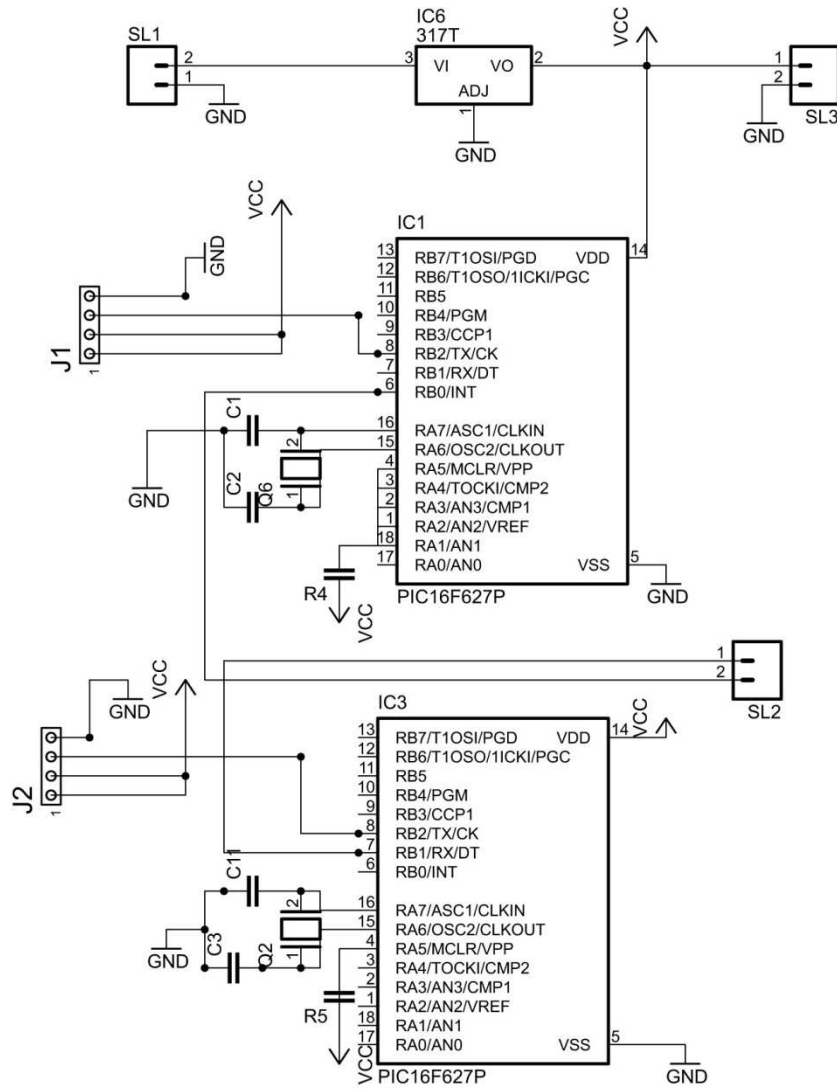 SL1
2
1
GND
IC6
317T
3
VI
VO
2
ADJ
1
GND
VCC
1
2
SL3
GND
VCC
GND
J1
1
IC1
13
RB7/T1OSI/PGD
VDD
14
12
RB6/T1OSO/1ICKI/PGC
11
RB5
10
RB4/PGM
9
RB3/CCP1
8
RB2/TX/CK
7
RB1/RX/DT
6
RB0/INT
16
RA7/ASC1/CLKIN
15
RA6/OSC2/CLKOUT
4
RA5/MCLR/VPP
3
RA4/TOCKI/CMP2
2
RA3/AN3/CMP1
1
RA2/AN2/VREF
18
RA1/AN1
17
RA0/AN0
VSS
5
GND
PIC16F627P
C1
C2
Q6
2
1
GND
R4
VCC
1
2
SL2
VCC
GND
J2
1
IC3
13
RB7/T1OSI/PGD
VDD
14
VCC
12
RB6/T1OSO/1ICKI/PGC
11
RB5
10
RB4/PGM
9
RB3/CCP1
8
RB2/TX/CK
7
RB1/RX/DT
6
RB0/INT
16
RA7/ASC1/CLKIN
15
RA6/OSC2/CLKOUT
4
RA5/MCLR/VPP
3
RA4/TOCKI/CMP2
2
RA3/AN3/CMP1
1
RA2/AN2/VREF
18
RA1/AN1
17
RA0/AN0
VSS
5
GND
PIC16F627P
C11
C3
Q2
2
1
GND
R5
VCC